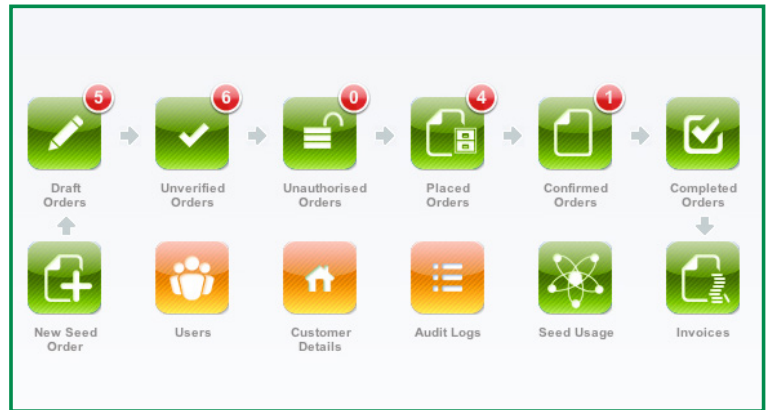 5 6 0 4 1
Draft Unverified Unauthorised Placed Confirmed Completed
Orders Orders Orders Orders Orders Orders
New Seed Users Customer Audit Logs Seed Usage Invoices
Order Details